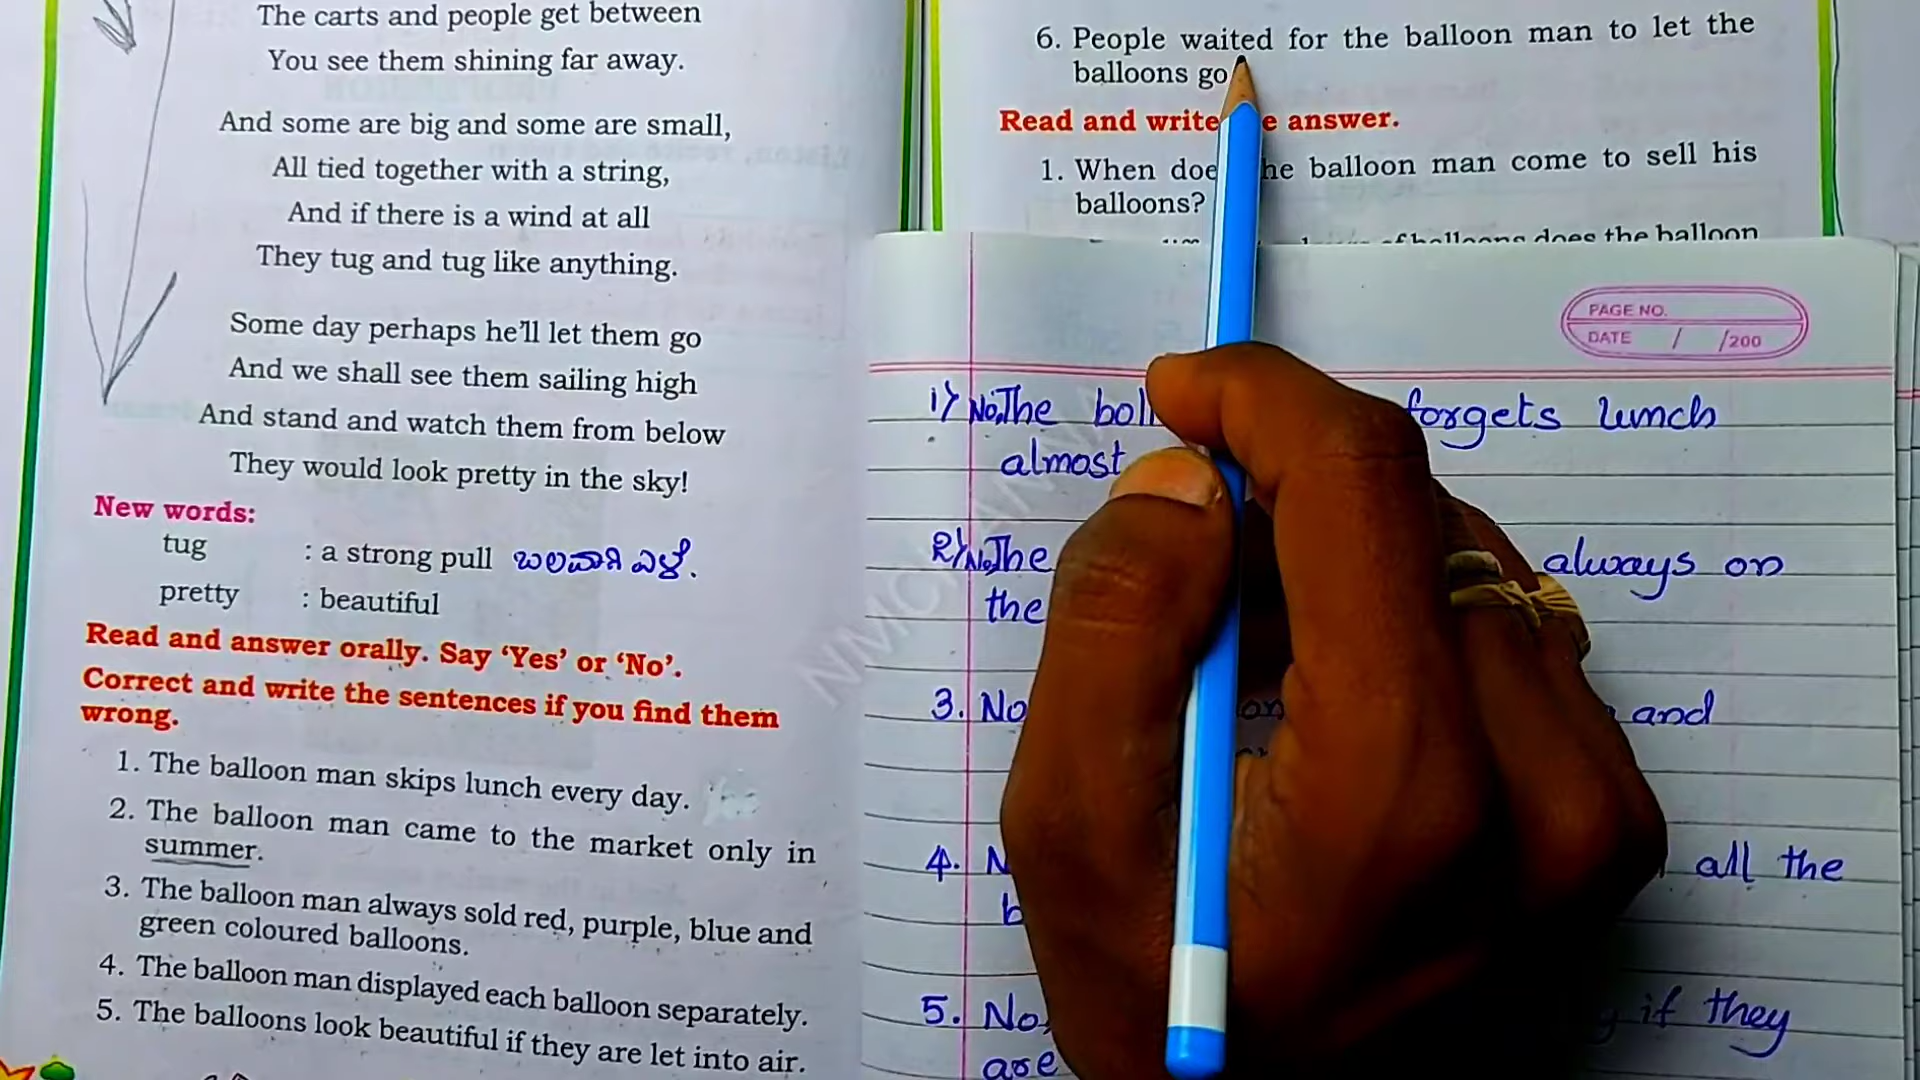 The carts and people get between
You see them shining far away.
And some are big and some are small,
All tied together with a string,
And if there is a wind at all
They tug and tug like anything.
Some day perhaps he'll let them go
And we shall see them sailing high
And stand and watch them from below
They would look pretty in the sky!
New words:
tug : a strong pull ಬಲವಾಗಿ ಎಳೆ.
pretty : beautiful
Read and answer orally. Say ‘Yes’ or ‘No’.
Correct and write the sentences if you find them
wrong.
1. The balloon man skips lunch every day.
2. The balloon man came to the market only in
summer.
3. The balloon man always sold red, purple, blue and
green coloured balloons.
4. The balloon man displayed each balloon separately.
5. The balloons look beautiful if they are let into air.
6. People waited for the balloon man to let the
balloons go
Read and write answer.
1. When the balloon man come to sell his
balloons?
of balloons does the balloon
PAGE NO.
DATE / /200
1) No, The forgets lunch
almost
2) No, The always on
the
3. No and
4. all the
5. No, if they
are
NMCK